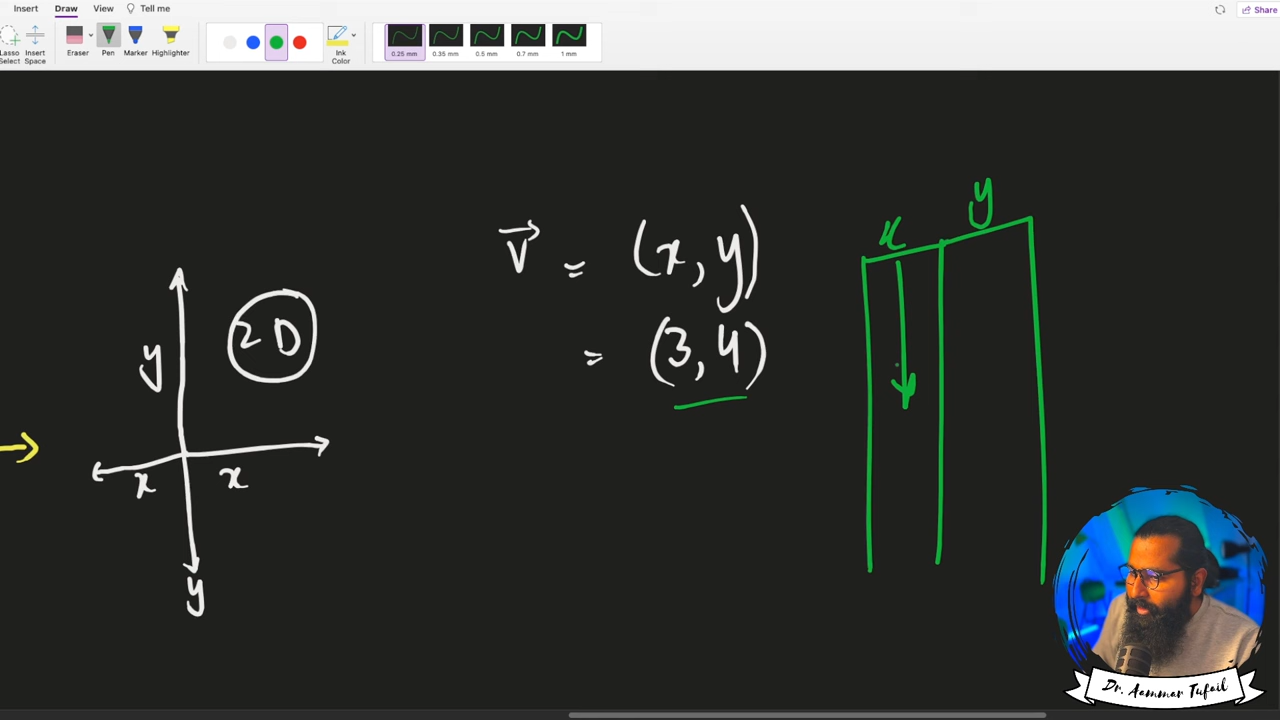 Insert Draw View Tell me
Share
Lasso Select
Insert Space
Eraser
Pen
Marker
Highlighter
Ink Color
0.25 mm
0.35 mm
0.5 mm
0.7 mm
1 mm
y
2D
x
x
y
V = (x, y)
= (3, 4)
x
y
Dr. Aammar Tufail